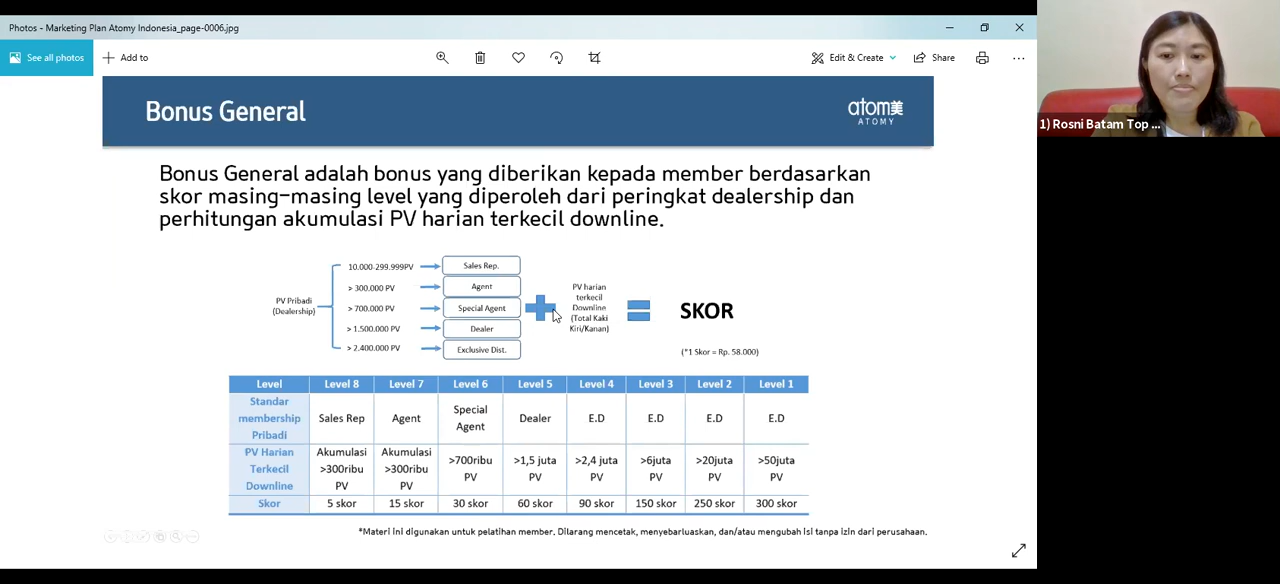 Photos - Marketing Plan Atomy Indonesia_page-0006.jpg
See all photos
Add to
Edit & Create
Share
Bonus General
atom美
ATOMY
1) Rosni Batam Top ...
Bonus General adalah bonus yang diberikan kepada member berdasarkan
skor masing-masing level yang diperoleh dari peringkat dealership dan
perhitungan akumulasi PV harian terkecil downline.
PV Pribadi
(Dealership)
10.000-299.999PV
Sales Rep.
> 300.000 PV
Agent
> 700.000 PV
Special Agent
> 1.500.000 PV
Dealer
> 2.400.000 PV
Exclusive Dist.
PV harian
terkecil
Downline
(Total Kaki
Kiri/Kanan)
SKOR
(*1 Skor = Rp. 58.000)
Level Level 8 Level 7 Level 6 Level 5 Level 4 Level 3 Level 2 Level 1
Standar
membership
Pribadi
Sales Rep Agent Special Agent Dealer E.D E.D E.D E.D
PV Harian
Terkecil
Downline
Akumulasi >300ribu PV Akumulasi >300ribu PV >700ribu PV >1,5 juta PV >2,4 juta PV >6juta PV >20juta PV >50juta PV
Skor 5 skor 15 skor 30 skor 60 skor 90 skor 150 skor 250 skor 300 skor
*Materi ini digunakan untuk pelatihan member. Dilarang mencetak, menyebarluaskan, dan/atau mengubah isi tanpa izin dari perusahaan.